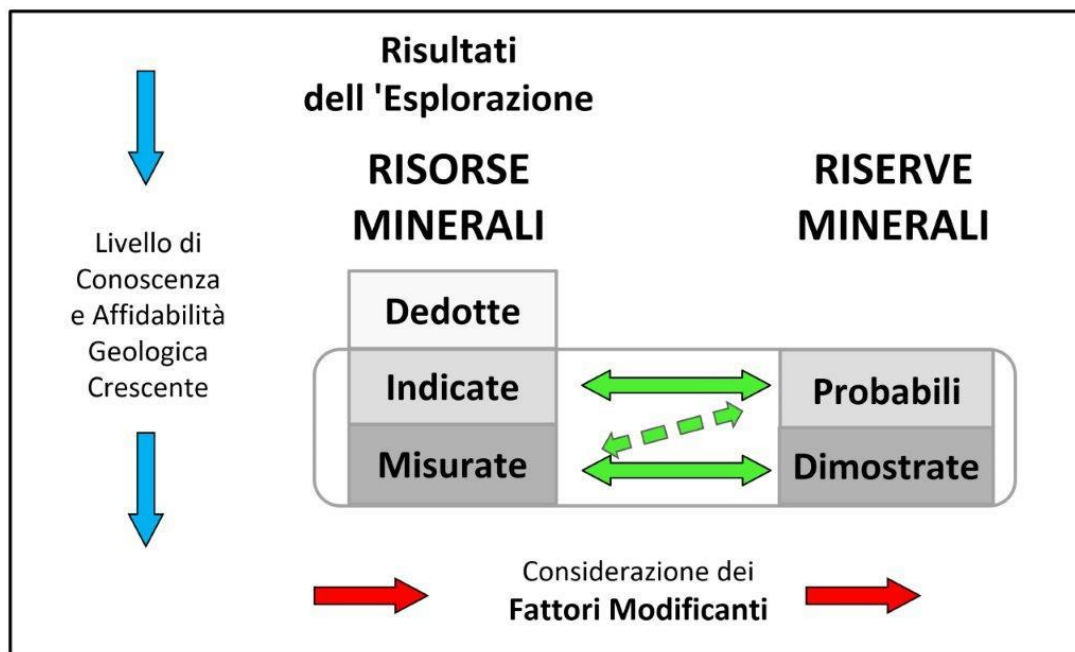 Risultati
dell 'Esplorazione
RISORSE
MINERALI
RISERVE
MINERALI
Livello di
Conoscenza
e Affidabilità
Geologica
Crescente
Dedotte
Indicate
Probabili
Misurate
Dimostrate
Considerazione dei
Fattori Modificanti